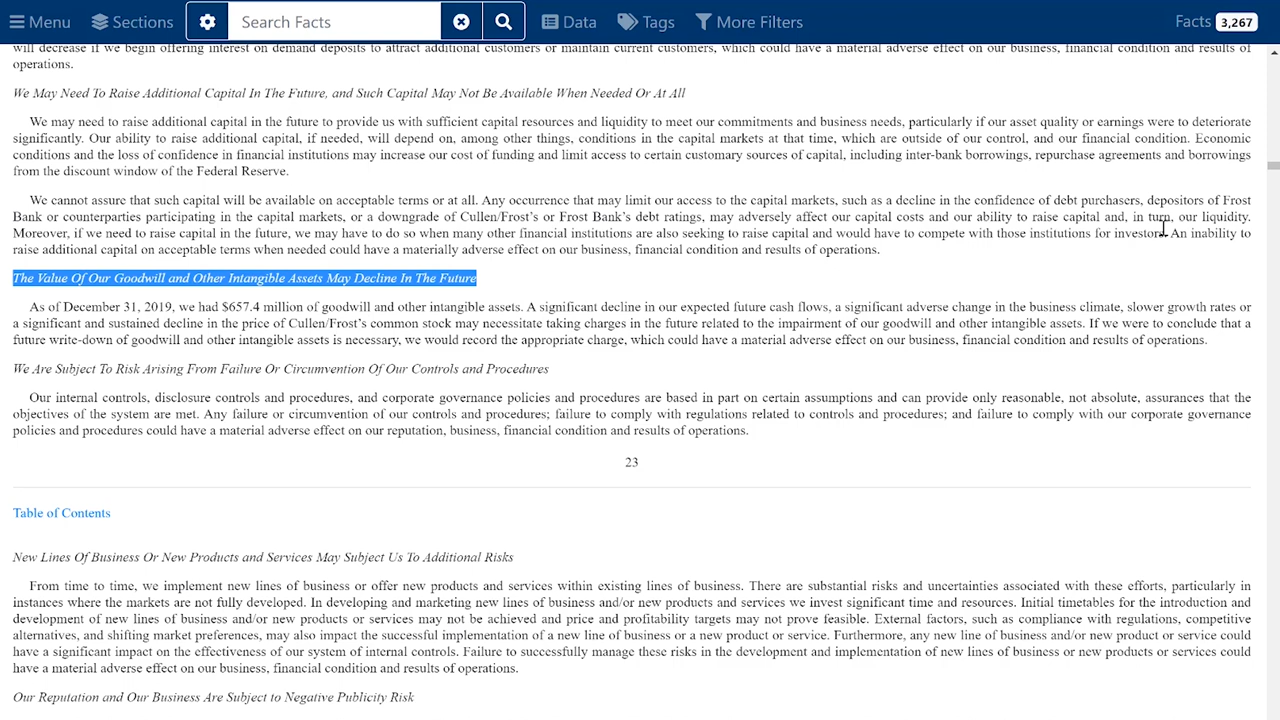 Menu Sections Search Facts Data Tags More Filters Facts 3,267
will decrease if we begin offering interest on demand deposits to attract additional customers or maintain current customers, which could have a material adverse effect on our business, financial condition and results of
operations.
We May Need To Raise Additional Capital In The Future, and Such Capital May Not Be Available When Needed Or At All
We may need to raise additional capital in the future to provide us with sufficient capital resources and liquidity to meet our commitments and business needs, particularly if our asset quality or earnings were to deteriorate
significantly. Our ability to raise additional capital, if needed, will depend on, among other things, conditions in the capital markets at that time, which are outside of our control, and our financial condition. Economic
conditions and the loss of confidence in financial institutions may increase our cost of funding and limit access to certain customary sources of capital, including inter-bank borrowings, repurchase agreements and borrowings
from the discount window of the Federal Reserve.
We cannot assure that such capital will be available on acceptable terms or at all. Any occurrence that may limit our access to the capital markets, such as a decline in the confidence of debt purchasers, depositors of Frost
Bank or counterparties participating in the capital markets, or a downgrade of Cullen/Frost's or Frost Bank's debt ratings, may adversely affect our capital costs and our ability to raise capital and, in turn, our liquidity.
Moreover, if we need to raise capital in the future, we may have to do so when many other financial institutions are also seeking to raise capital and would have to compete with those institutions for investors. An inability to
raise additional capital on acceptable terms when needed could have a materially adverse effect on our business, financial condition and results of operations.
The Value Of Our Goodwill and Other Intangible Assets May Decline In The Future
As of December 31, 2019, we had $657.4 million of goodwill and other intangible assets. A significant decline in our expected future cash flows, a significant adverse change in the business climate, slower growth rates or
a significant and sustained decline in the price of Cullen/Frost's common stock may necessitate taking charges in the future related to the impairment of our goodwill and other intangible assets. If we were to conclude that a
future write-down of goodwill and other intangible assets is necessary, we would record the appropriate charge, which could have a material adverse effect on our business, financial condition and results of operations.
We Are Subject To Risk Arising From Failure Or Circumvention Of Our Controls and Procedures
Our internal controls, disclosure controls and procedures, and corporate governance policies and procedures are based in part on certain assumptions and can provide only reasonable, not absolute, assurances that the
objectives of the system are met. Any failure or circumvention of our controls and procedures; failure to comply with regulations related to controls and procedures; and failure to comply with our corporate governance
policies and procedures could have a material adverse effect on our reputation, business, financial condition and results of operations.
23
Table of Contents
New Lines Of Business Or New Products and Services May Subject Us To Additional Risks
From time to time, we implement new lines of business or offer new products and services within existing lines of business. There are substantial risks and uncertainties associated with these efforts, particularly in
instances where the markets are not fully developed. In developing and marketing new lines of business and/or new products and services we invest significant time and resources. Initial timetables for the introduction and
development of new lines of business and/or new products or services may not be achieved and price and profitability targets may not prove feasible. External factors, such as compliance with regulations, competitive
alternatives, and shifting market preferences, may also impact the successful implementation of a new line of business or a new product or service. Furthermore, any new line of business and/or new product or service could
have a significant impact on the effectiveness of our system of internal controls. Failure to successfully manage these risks in the development and implementation of new lines of business or new products or services could
have a material adverse effect on our business, financial condition and results of operations.
Our Reputation and Our Business Are Subject to Negative Publicity Risk